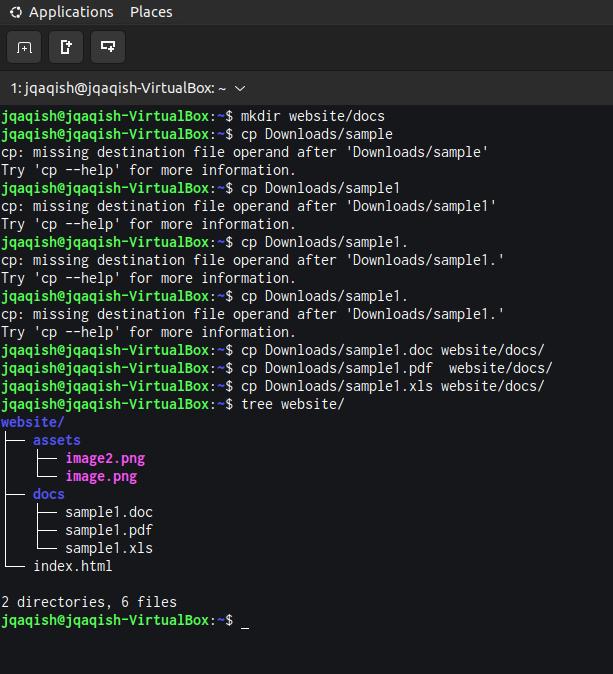 Applications Places
1: jqaqish@jqaqish-VirtualBox: ~
jqaqish@jqaqish-VirtualBox:~$ mkdir website/docs
jqaqish@jqaqish-VirtualBox:~$ cp Downloads/sample
cp: missing destination file operand after 'Downloads/sample'
Try 'cp --help' for more information.
jqaqish@jqaqish-VirtualBox:~$ cp Downloads/sample1
cp: missing destination file operand after 'Downloads/sample1'
Try 'cp --help' for more information.
jqaqish@jqaqish-VirtualBox:~$ cp Downloads/sample1.
cp: missing destination file operand after 'Downloads/sample1.'
Try 'cp --help' for more information.
jqaqish@jqaqish-VirtualBox:~$ cp Downloads/sample1.
cp: missing destination file operand after 'Downloads/sample1.'
Try 'cp --help' for more information.
jqaqish@jqaqish-VirtualBox:~$ cp Downloads/sample1.doc website/docs/
jqaqish@jqaqish-VirtualBox:~$ cp Downloads/sample1.pdf  website/docs/
jqaqish@jqaqish-VirtualBox:~$ cp Downloads/sample1.xls website/docs/
jqaqish@jqaqish-VirtualBox:~$ tree website/
website/
├── assets
│   ├── image2.png
│   └── image.png
├── docs
│   ├── sample1.doc
│   ├── sample1.pdf
│   └── sample1.xls
└── index.html
2 directories, 6 files
jqaqish@jqaqish-VirtualBox:~$ _